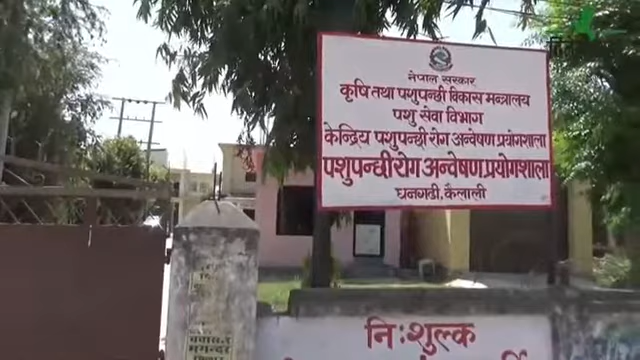 नेपाल सरकार
कृषि तथा पशुपन्छी विकास मन्त्रालय
पशु सेवा विभाग
केन्द्रिय पशुपन्छी रोग अन्वेषण प्रयोगशाला
पशुपन्छी रोग अन्वेषण प्रयोगशाला
धनगढी, कैलाली
नि:शुल्क